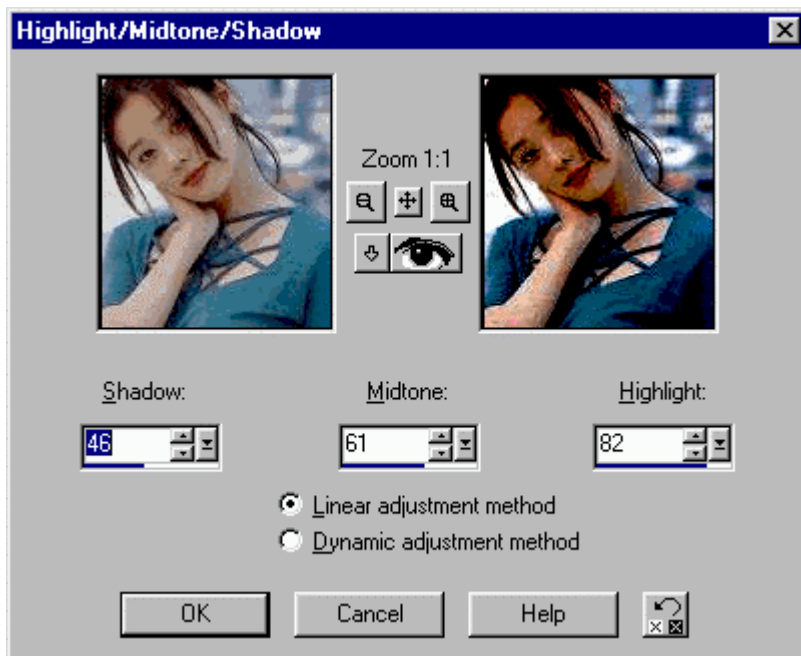 Highlight/Midtone/Shadow
Zoom 1:1
Shadow: Midtone: Highlight:
46 61 82
Linear adjustment method
Dynamic adjustment method
OK Cancel Help